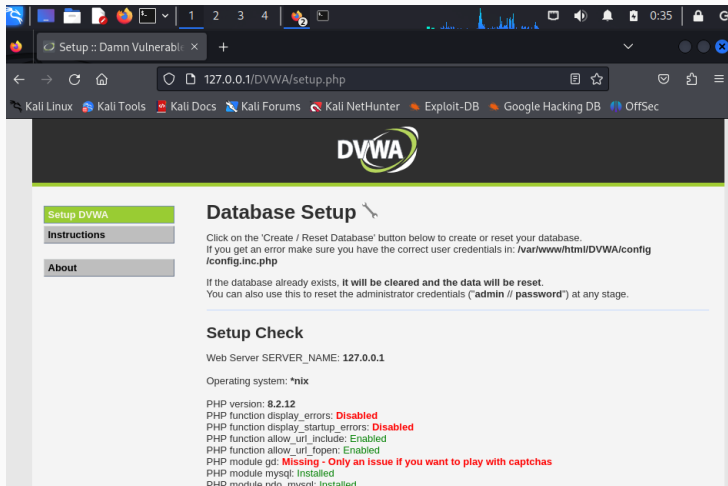 1 2 3 4 0:35
Setup :: Damn Vulnerabl
127.0.0.1/DVWA/setup.php
Kali Linux Kali Tools Kali Docs Kali Forums Kali NetHunter Exploit-DB Google Hacking DB OffSec
DVWA
Setup DVWA
Instructions
About
Database Setup
Click on the 'Create / Reset Database' button below to create or reset your database.
If you get an error make sure you have the correct user credentials in: /var/www/html/DVWA/config
/config.inc.php
If the database already exists, it will be cleared and the data will be reset.
You can also use this to reset the administrator credentials ("admin // password") at any stage.
Setup Check
Web Server SERVER_NAME: 127.0.0.1
Operating system: *nix
PHP version: 8.2.12
PHP function display_errors: Disabled
PHP function display_startup_errors: Disabled
PHP function allow_url_include: Enabled
PHP function allow_url_fopen: Enabled
PHP module gd: Missing - Only an issue if you want to play with captchas
PHP module mysql: Installed
PHP module pdo_mysql: Installed